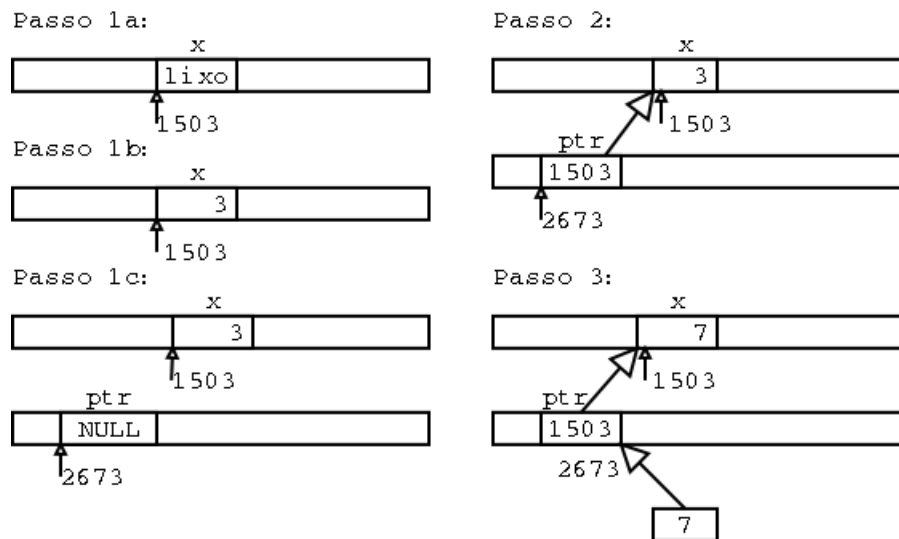 Passo 1a:
x
lixo
1503
Passo 1b:
x
3
1503
Passo 1c:
x
3
1503
ptr
NULL
2673
Passo 2:
x
3
1503
ptr
1503
2673
Passo 3:
x
7
1503
ptr
1503
2673
7